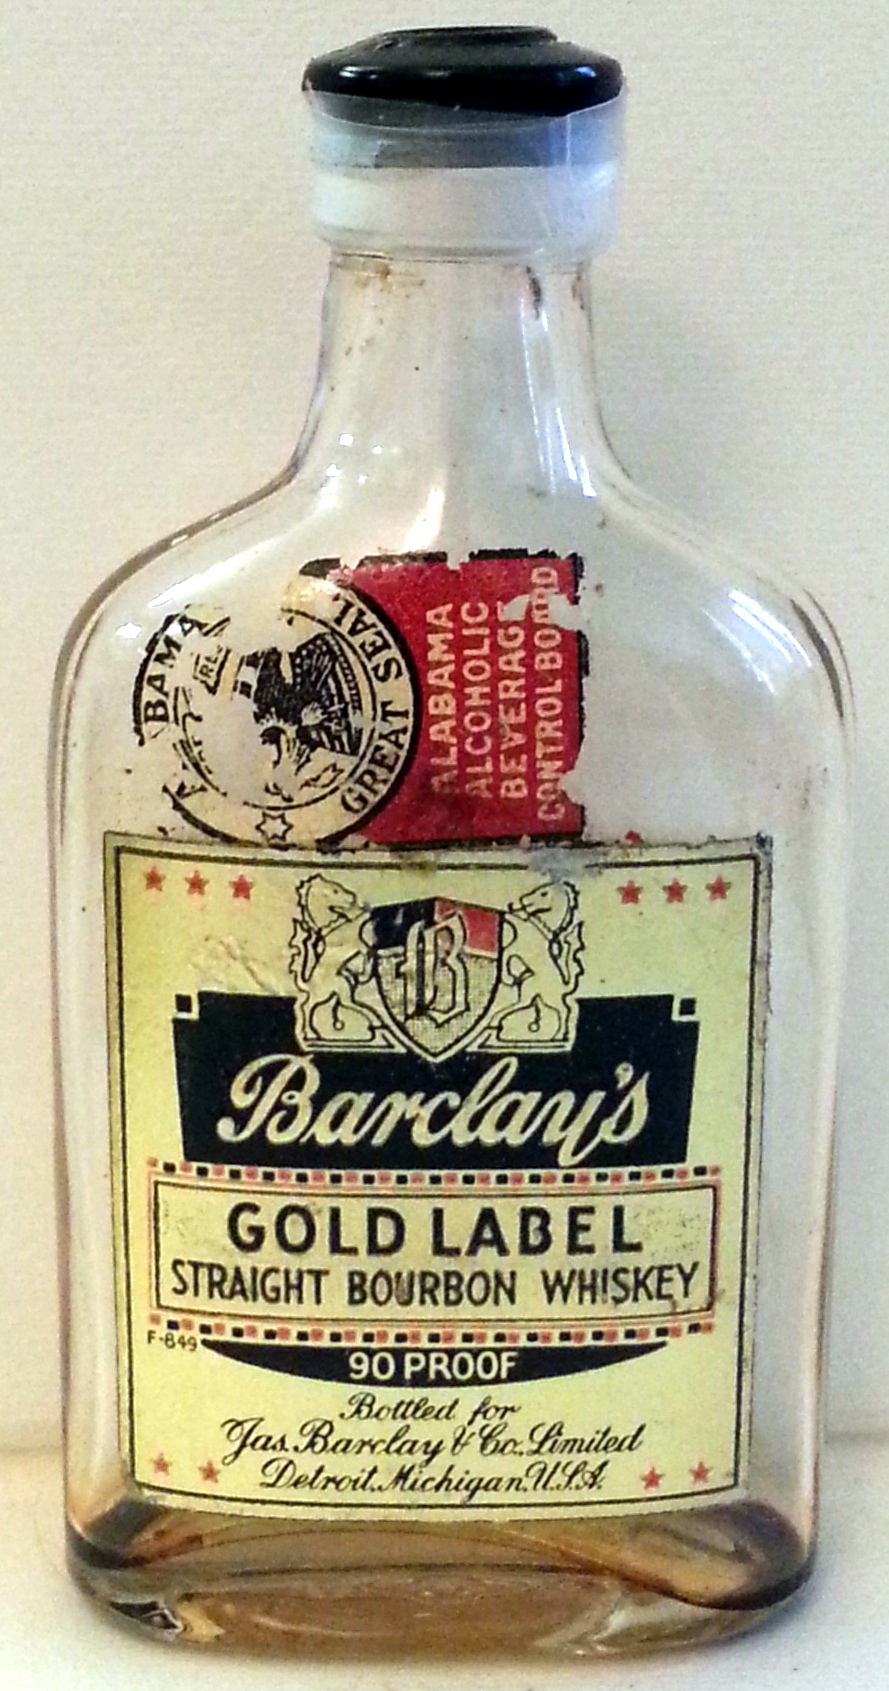 BAMA
GREAT SEAL
ALABAMA
ALCOHOLIC
BEVERAGE
CONTROL BOARD
B
Barclay's
GOLD LABEL
STRAIGHT BOURBON WHISKEY
F-849
90 PROOF
Bottled for
Jas. Barclay & Co. Limited
Detroit, Michigan, U.S.A.